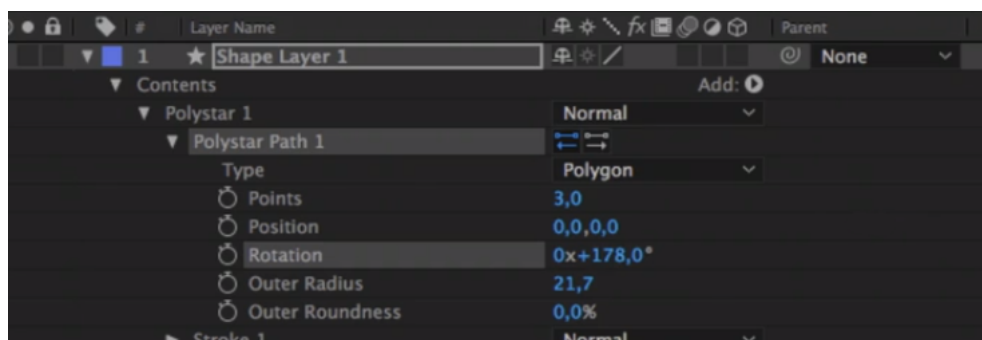 # Layer Name fx Parent
1 Shape Layer 1 None
Contents Add:
Polystar 1 Normal
Polystar Path 1
Type Polygon
Points 3,0
Position 0,0,0,0
Rotation 0x+178,0°
Outer Radius 21,7
Outer Roundness 0,0%
Stroke 1 Normal